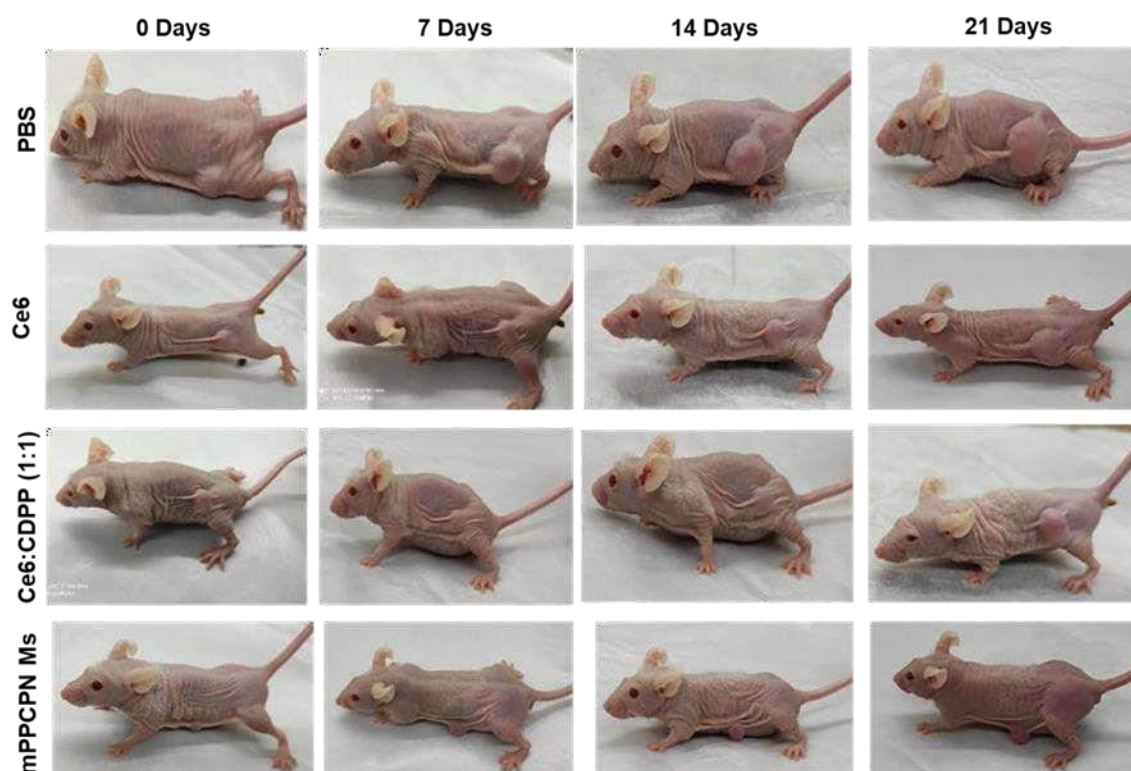 0 Days
7 Days
14 Days
21 Days
PBS
Ce6
Ce6:CDPP (1:1)
mPPCPN Ms